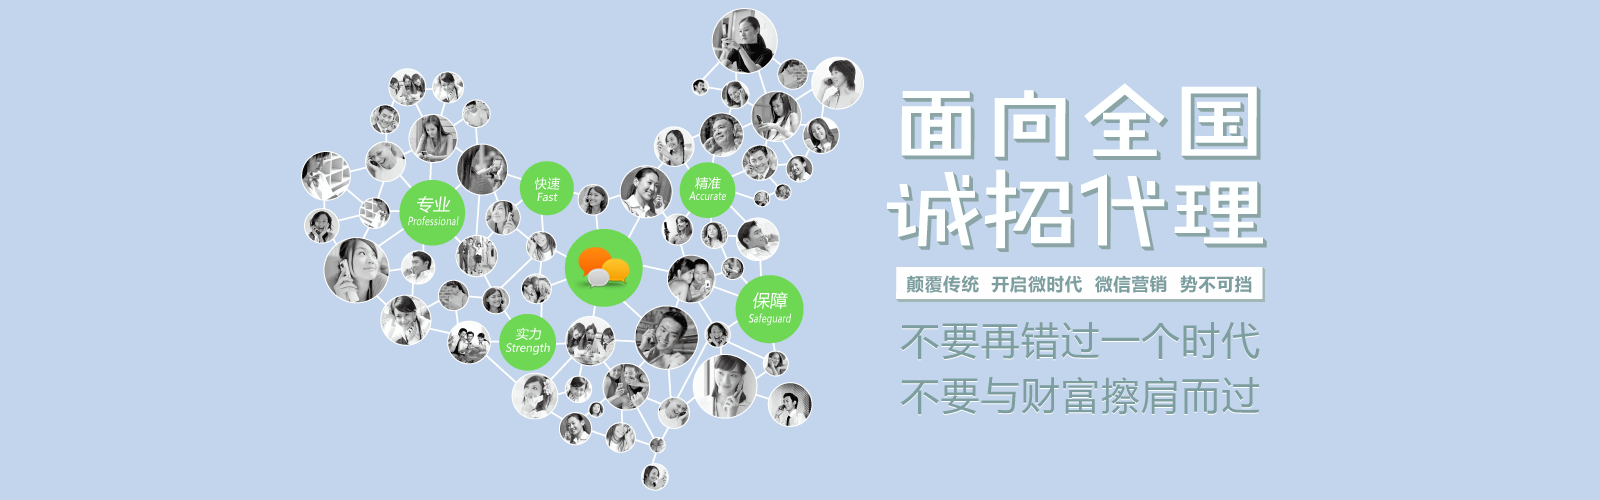 快速
Fast
精准
Accurate
专业
Professional
保障
Safeguard
实力
Strength
面向全国
诚招代理
颠覆传统 开启微时代 微信营销 势不可挡
不要再错过一个时代
不要与财富擦肩而过